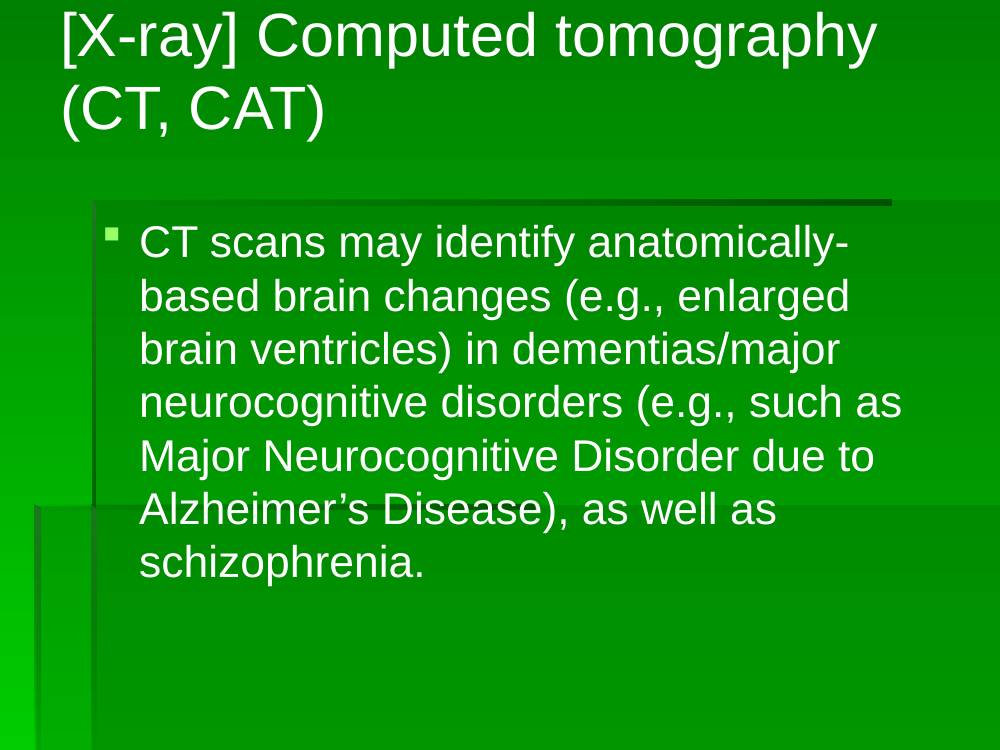 [X-ray] Computed tomography
(CT, CAT)
CT scans may identify anatomically-
based brain changes (e.g., enlarged
brain ventricles) in dementias/major
neurocognitive disorders (e.g., such as
Major Neurocognitive Disorder due to
Alzheimer’s Disease), as well as
schizophrenia.